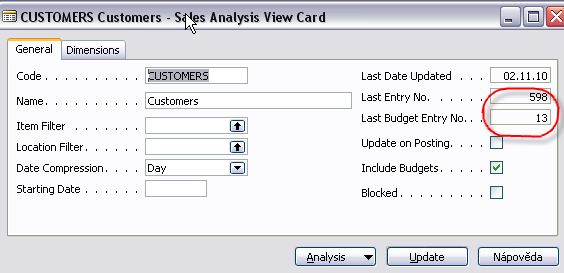 CUSTOMERS Customers - Sales Analysis View Card
General Dimensions
Code CUSTOMERS
Name Customers
Item Filter
Location Filter
Date Compression Day
Starting Date
Last Date Updated 02.11.10
Last Entry No. 598
Last Budget Entry No. 13
Update on Posting
Include Budgets
Blocked
Analysis Update Nápověda